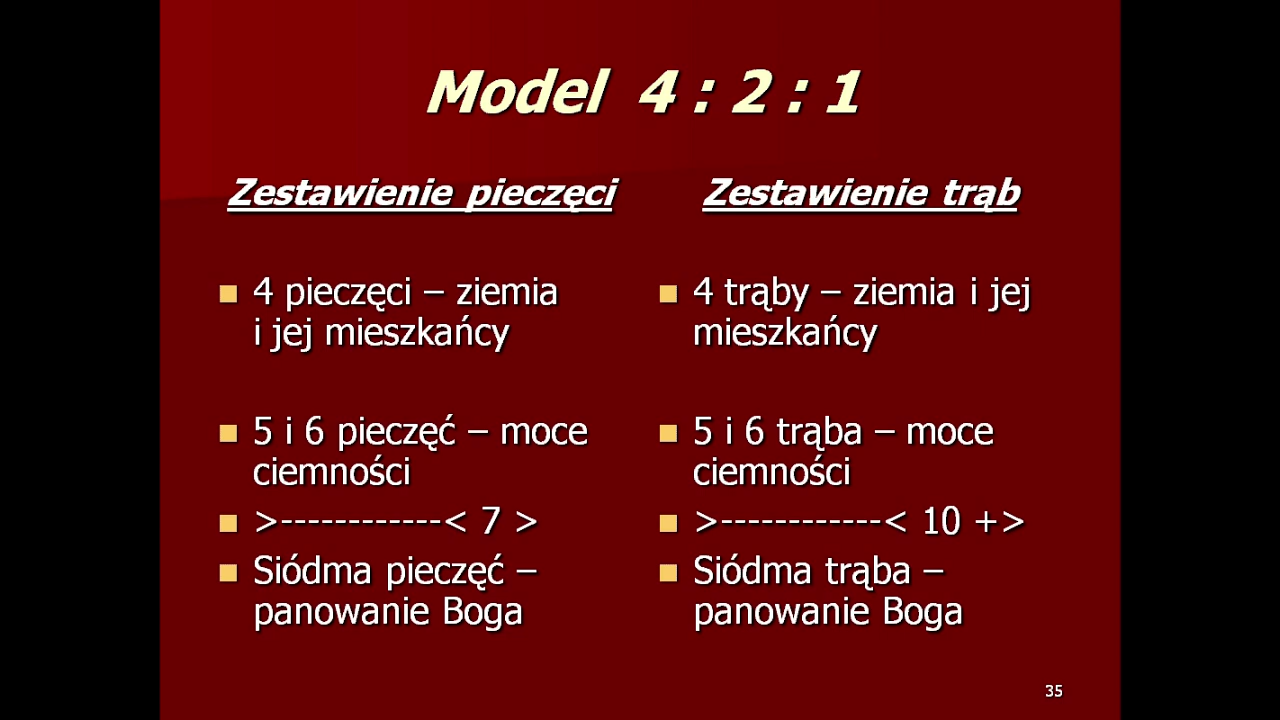 Model 4 : 2 : 1
Zestawienie pieczęci
4 pieczęci – ziemia
i jej mieszkańcy
5 i 6 pieczęć – moce
ciemności
>------------< 7 >
Siódma pieczęć –
panowanie Boga
Zestawienie trąb
4 trąby – ziemia i jej
mieszkańcy
5 i 6 trąba – moce
ciemności
>------------< 10 +>
Siódma trąba –
panowanie Boga
35